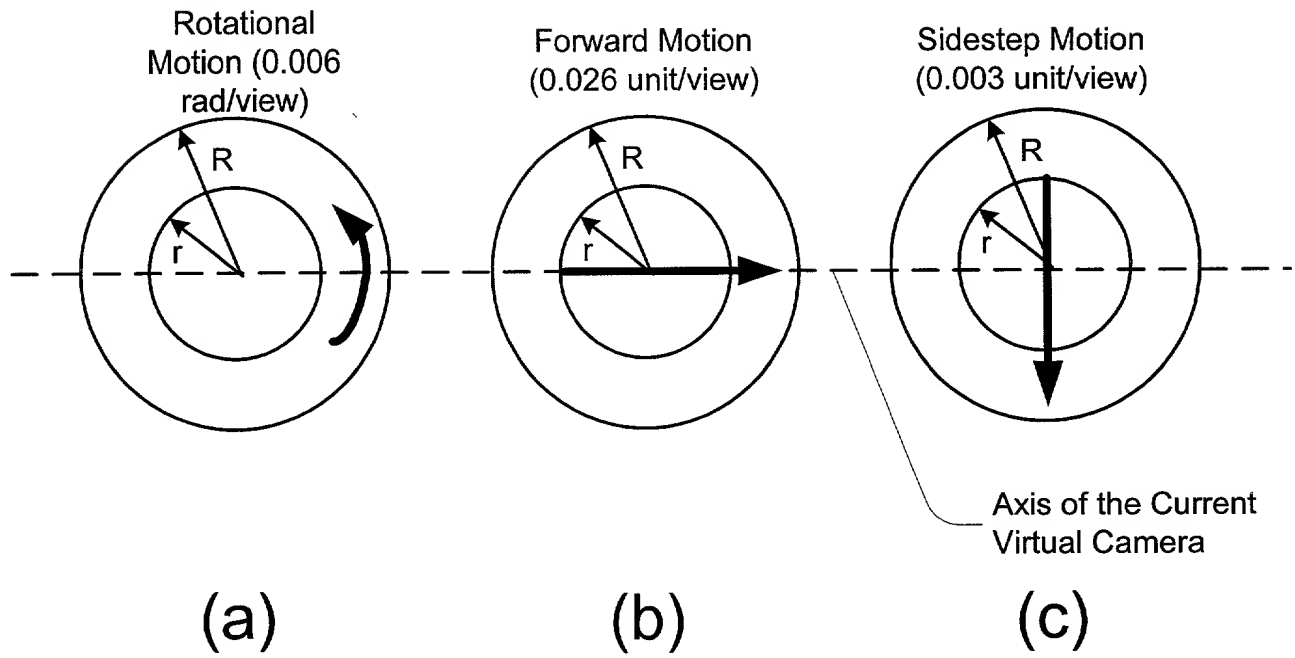 Rotational
Motion (0.006
rad/view)
Forward Motion
(0.026 unit/view)
Sidestep Motion
(0.003 unit/view)
R
r
R
r
R
r
Axis of the Current
Virtual Camera
(a)
(b)
(c)